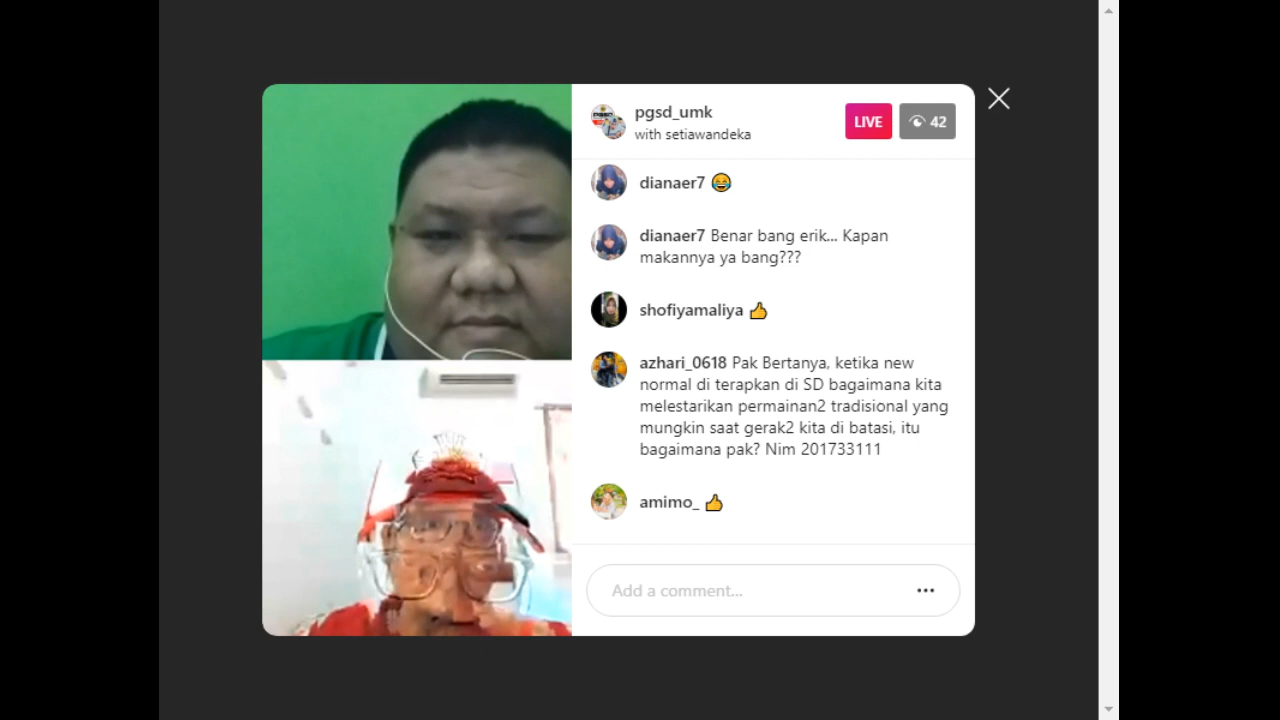 pgsd_umk
with setiawandeka
LIVE
42
dianaer7 😂
dianaer7 Benar bang erik... Kapan
makannya ya bang???
shofiyamaliya 👍
azhari_0618 Pak Bertanya, ketika new
normal di terapkan di SD bagaimana kita
melestarikan permainan2 tradisional yang
mungkin saat gerak2 kita di batasi, itu
bagaimana pak? Nim 201733111
amimo_ 👍
Add a comment...